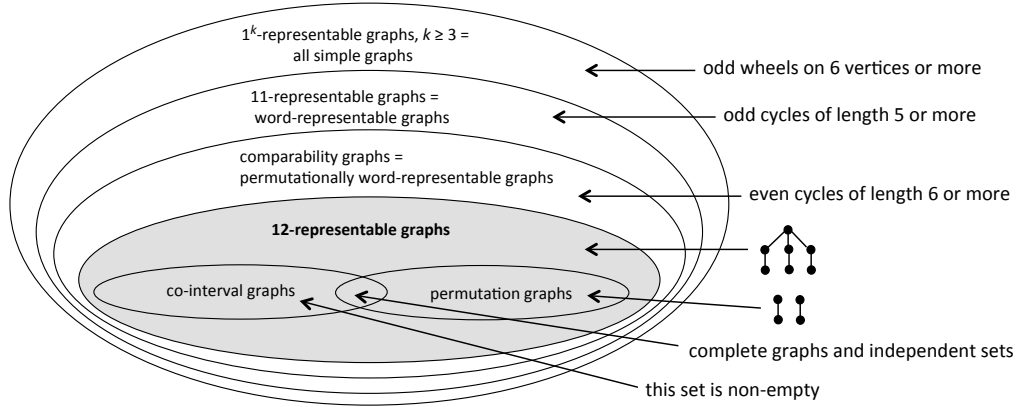 1ᵏ-representable graphs, k ≥ 3 =
all simple graphs
odd wheels on 6 vertices or more
11-representable graphs =
word-representable graphs
odd cycles of length 5 or more
comparability graphs =
permutationally word-representable graphs
even cycles of length 6 or more
12-representable graphs
co-interval graphs
permutation graphs
complete graphs and independent sets
this set is non-empty